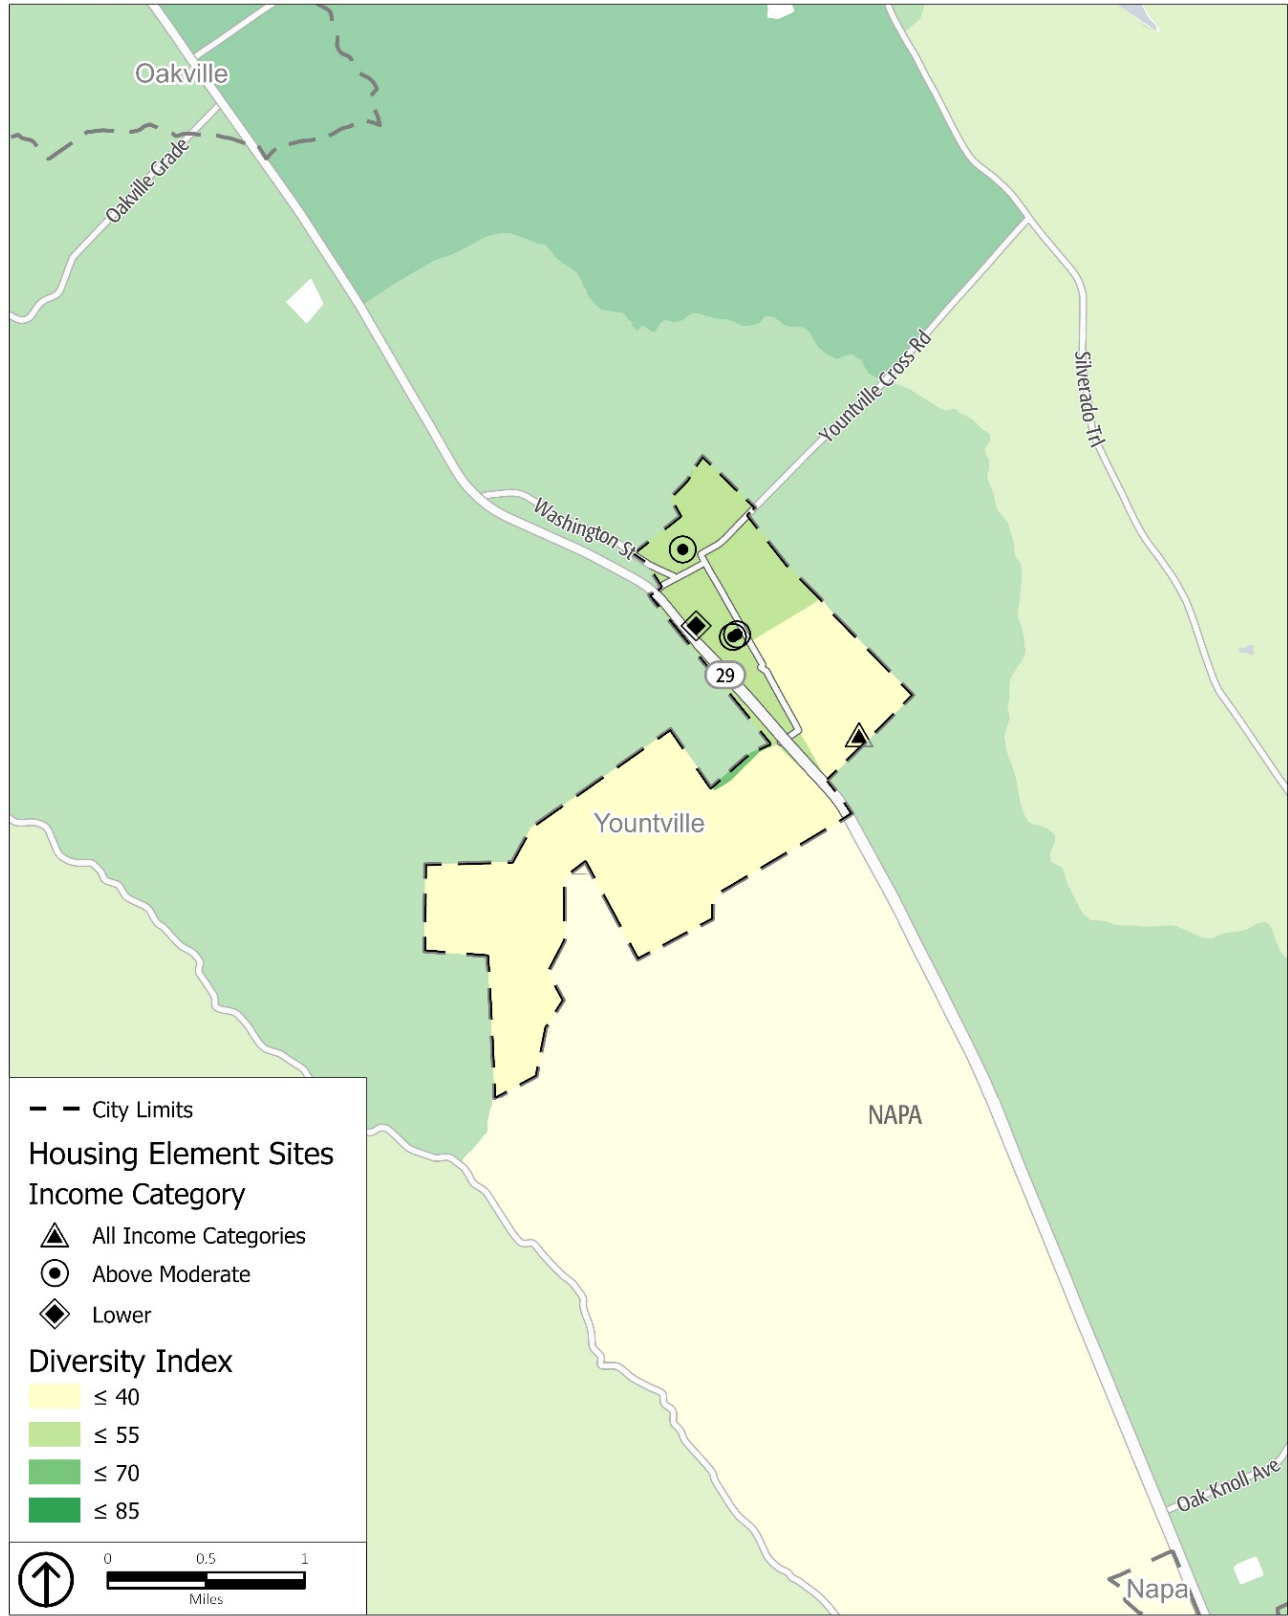 Oakville
Oakville Grade
Yountville Cross Rd
Silverado Trl
Washington St
29
Yountville
NAPA
City Limits
Housing Element Sites
Income Category
All Income Categories
Above Moderate
Lower
Diversity Index
≤ 40
≤ 55
≤ 70
≤ 85
0 0.5 1
Miles
Oak Knoll Ave
Napa